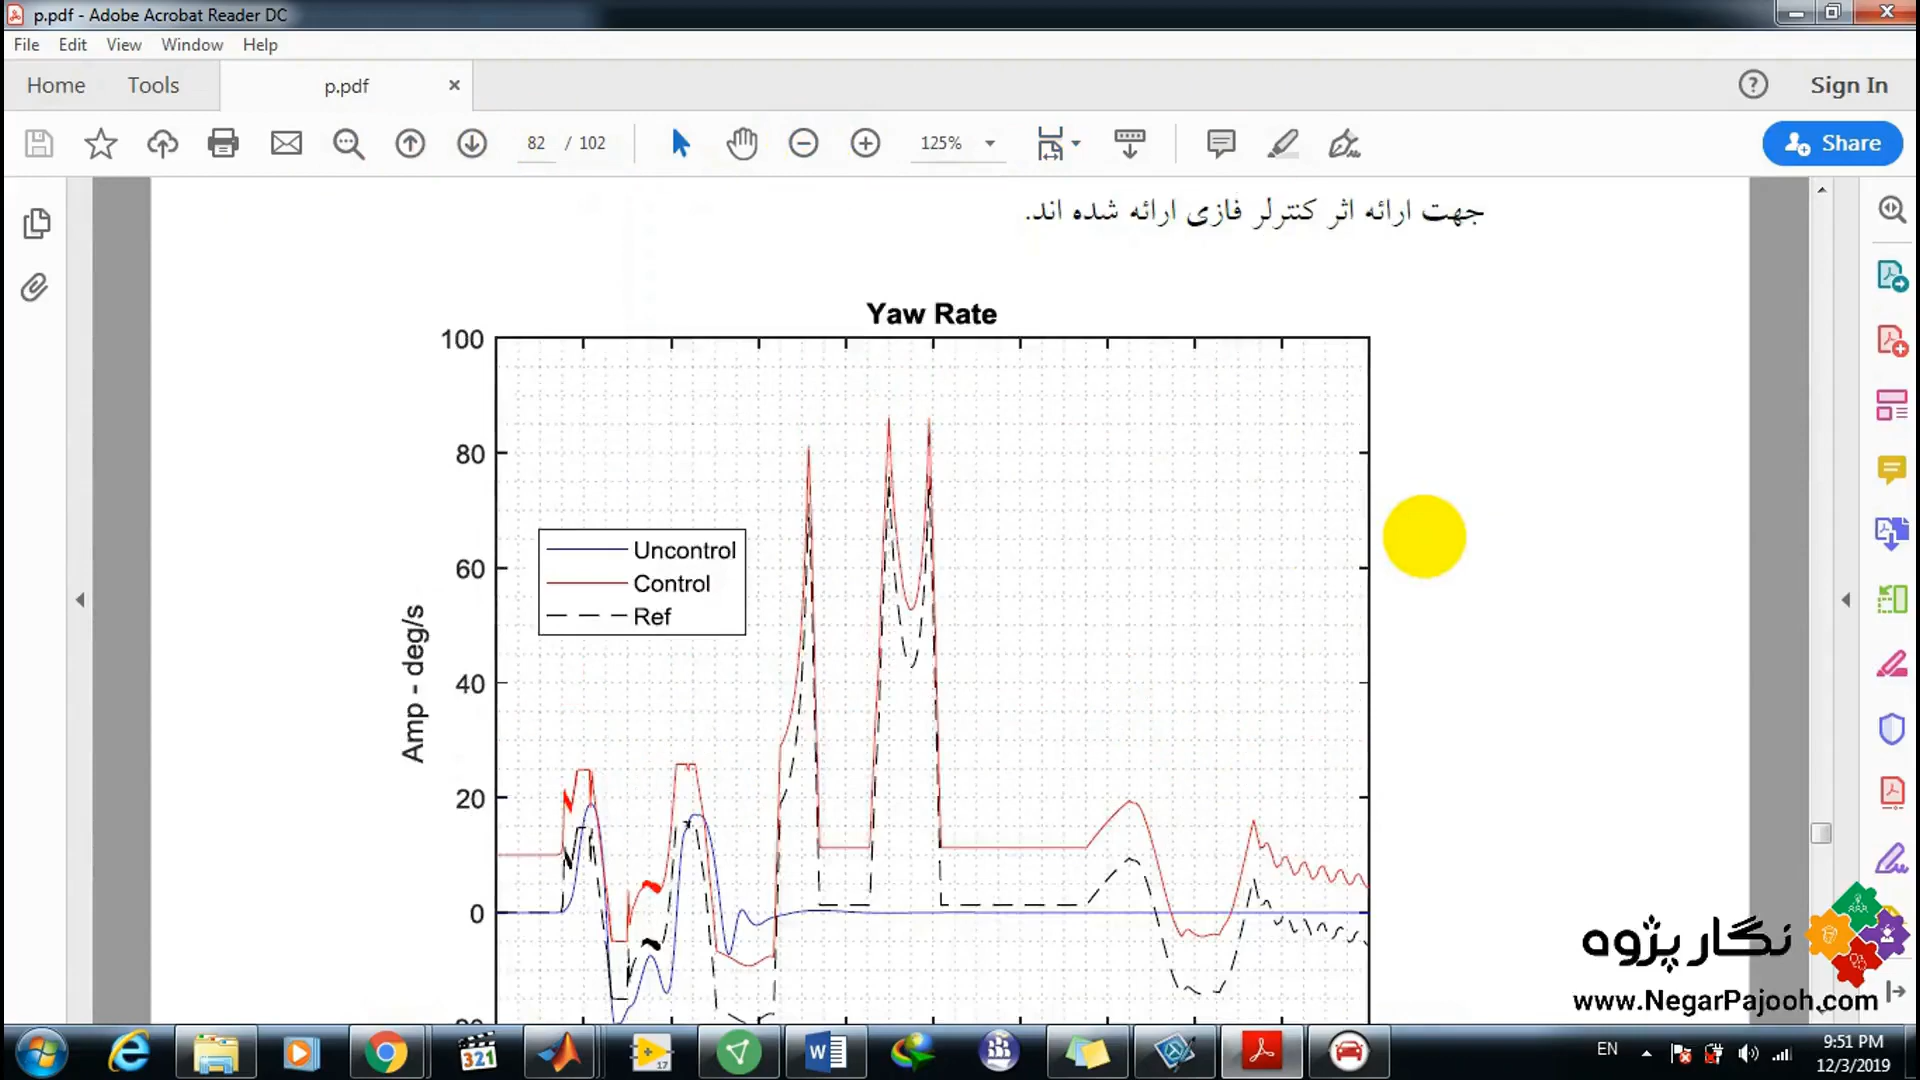 p.pdf - Adobe Acrobat Reader DC
File Edit View Window Help
Home Tools p.pdf Sign In
82 / 102 125% Share
جهت ارائه اثر کنترلر فازی ارائه شده اند.
Yaw Rate
100
80
60
40
20
0
Amp - deg/s
Uncontrol
Control
Ref
نگار پژوه
www.NegarPajooh.com
321
17
EN
9:51 PM
12/3/2019